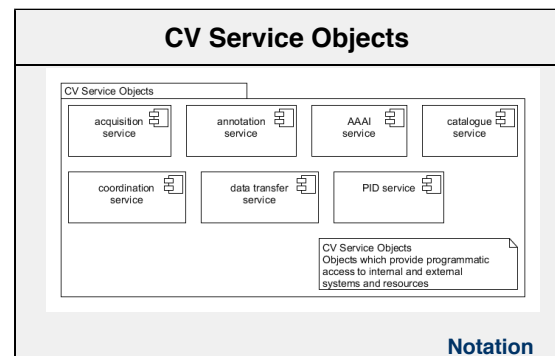 CV Service Objects
CV Service Objects
acquisition
service
annotation
service
AAAI
service
catalogue
service
coordination
service
data transfer
service
PID service
CV Service Objects
Objects which provide programmatic
access to internal and external
systems and resources
Notation